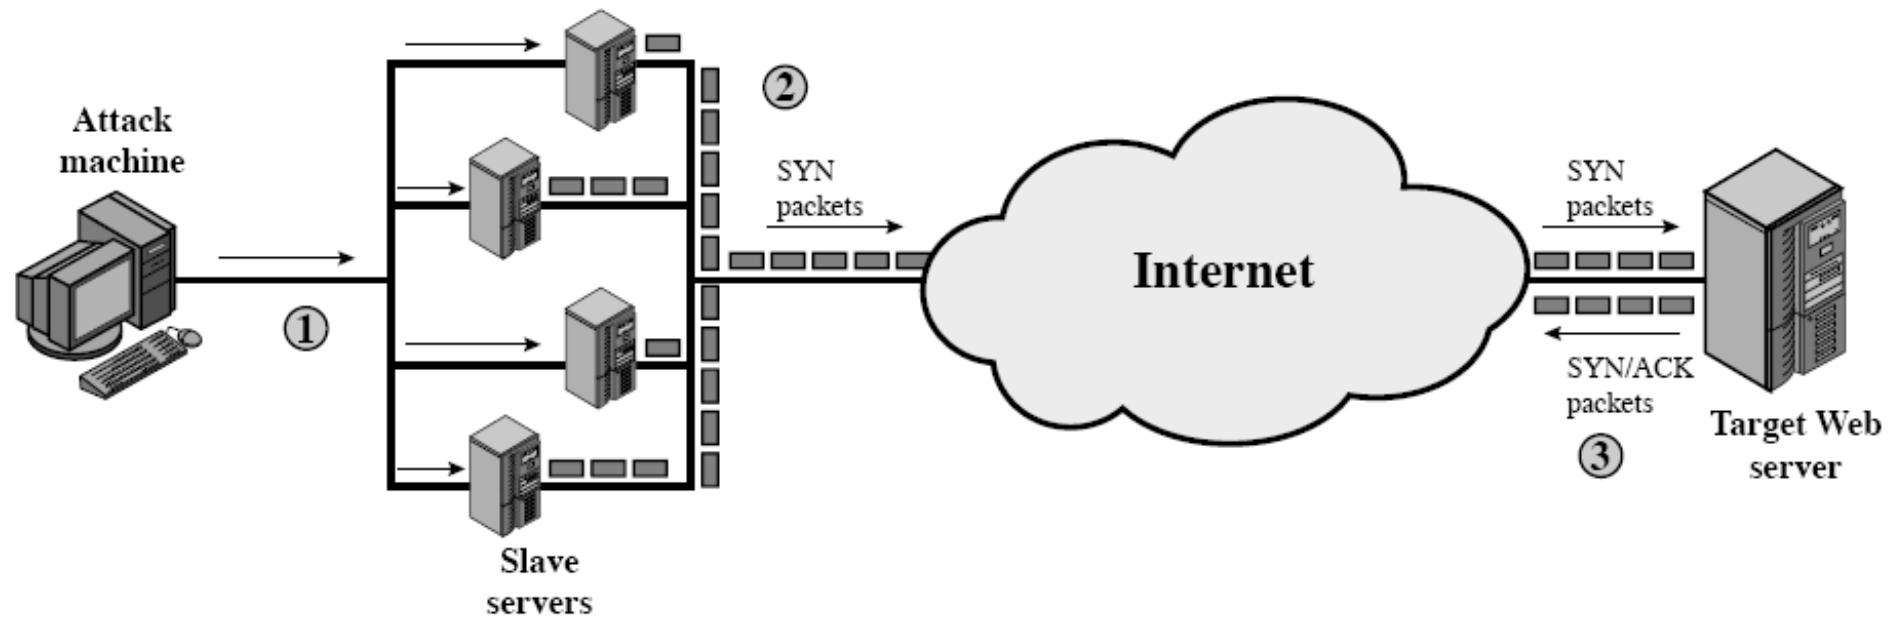 Attack
machine
1
2
SYN
packets
Internet
SYN
packets
SYN/ACK
packets
3
Target Web
server
Slave
servers